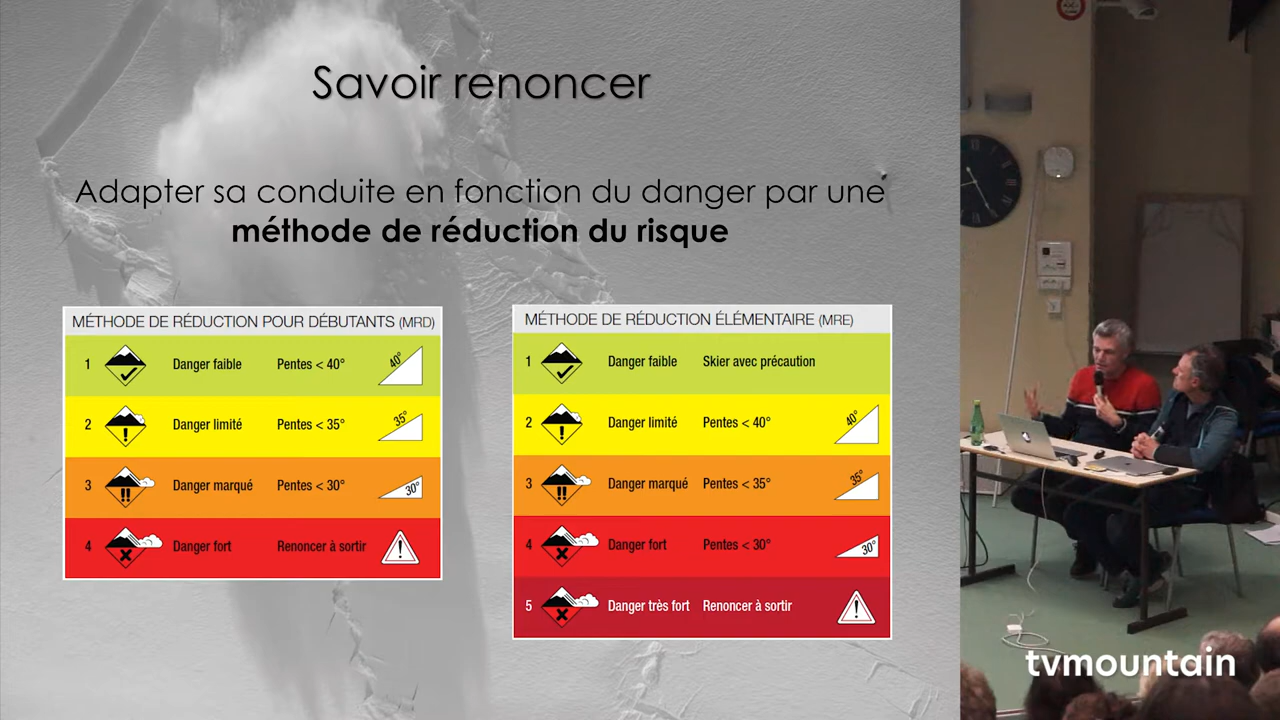 Savoir renoncer
Adapter sa conduite en fonction du danger par une
méthode de réduction du risque
MÉTHODE DE RÉDUCTION POUR DÉBUTANTS (MRD)
1 Danger faible Pentes < 40° 40°
2 ! Danger limité Pentes < 35° 35°
3 !! Danger marqué Pentes < 30° 30°
4 Danger fort Renoncer à sortir !
MÉTHODE DE RÉDUCTION ÉLÉMENTAIRE (MRE)
1 Danger faible Skier avec précaution
2 ! Danger limité Pentes < 40° 40°
3 !! Danger marqué Pentes < 35° 35°
4 Danger fort Pentes < 30° 30°
5 Danger très fort Renoncer à sortir !
tvmountain